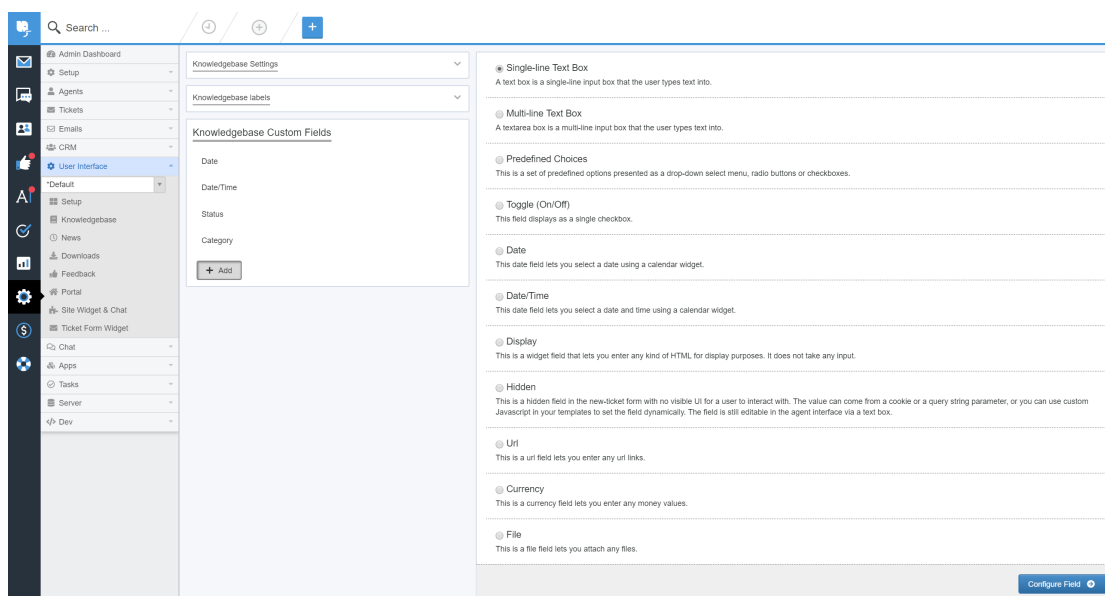 Search ...
Admin Dashboard
Setup
Agents
Tickets
Emails
CRM
User Interface
*Default
Setup
Knowledgebase
News
Downloads
Feedback
Portal
Site Widget & Chat
Ticket Form Widget
Chat
Apps
Tasks
Server
Dev
Knowledgebase Settings
Knowledgebase labels
Knowledgebase Custom Fields
Date
Date/Time
Status
Category
+ Add
Single-line Text Box
A text box is a single-line input box that the user types text into.
Multi-line Text Box
A textarea box is a multi-line input box that the user types text into.
Predefined Choices
This is a set of predefined options presented as a drop-down select menu, radio buttons or checkboxes.
Toggle (On/Off)
This field displays as a single checkbox.
Date
This date field lets you select a date using a calendar widget.
Date/Time
This date field lets you select a date and time using a calendar widget.
Display
This is a widget field that lets you enter any kind of HTML for display purposes. It does not take any input.
Hidden
This is a hidden field in the new-ticket form with no visible UI for a user to interact with. The value can come from a cookie or a query string parameter, or you can use custom
Javascript in your templates to set the field dynamically. The field is still editable in the agent interface via a text box.
Url
This is a url field lets you enter any url links.
Currency
This is a currency field lets you enter any money values.
File
This is a file field lets you attach any files.
Configure Field